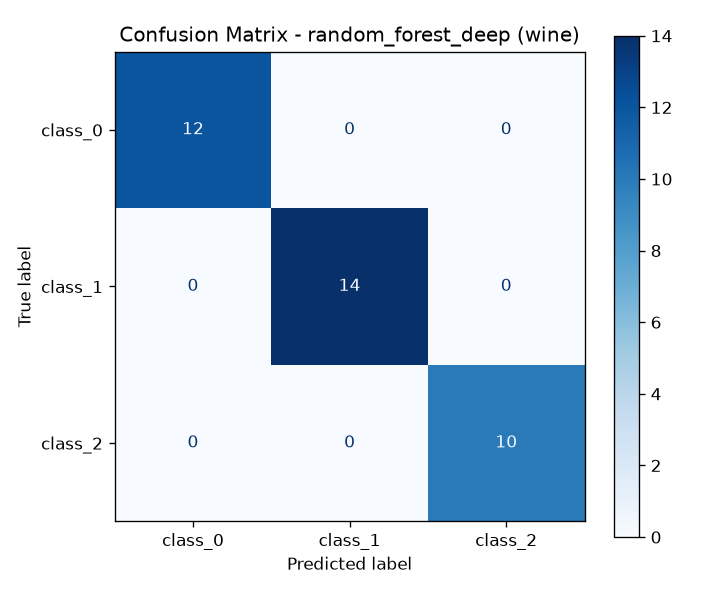 Confusion Matrix - random_forest_deep (wine)
True label
class_0
12 0 0
class_1
0 14 0
class_2
0 0 10
class_0 class_1 class_2
Predicted label
14
12
10
8
6
4
2
0